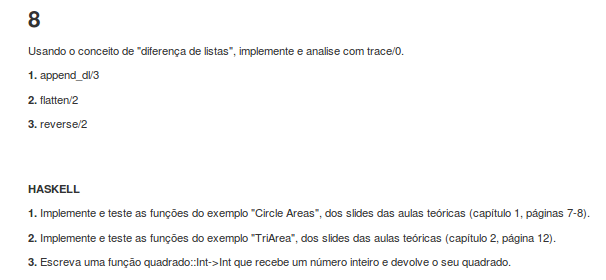 8
Usando o conceito de "diferença de listas", implemente e analise com trace/0.
1. append_dl/3
2. flatten/2
3. reverse/2
HASKELL
1. Implemente e teste as funções do exemplo "Circle Areas", dos slides das aulas teóricas (capítulo 1, páginas 7-8).
2. Implemente e teste as funções do exemplo "TriArea", dos slides das aulas teóricas (capítulo 2, página 12).
3. Escreva uma função quadrado::Int->Int que recebe um número inteiro e devolve o seu quadrado.